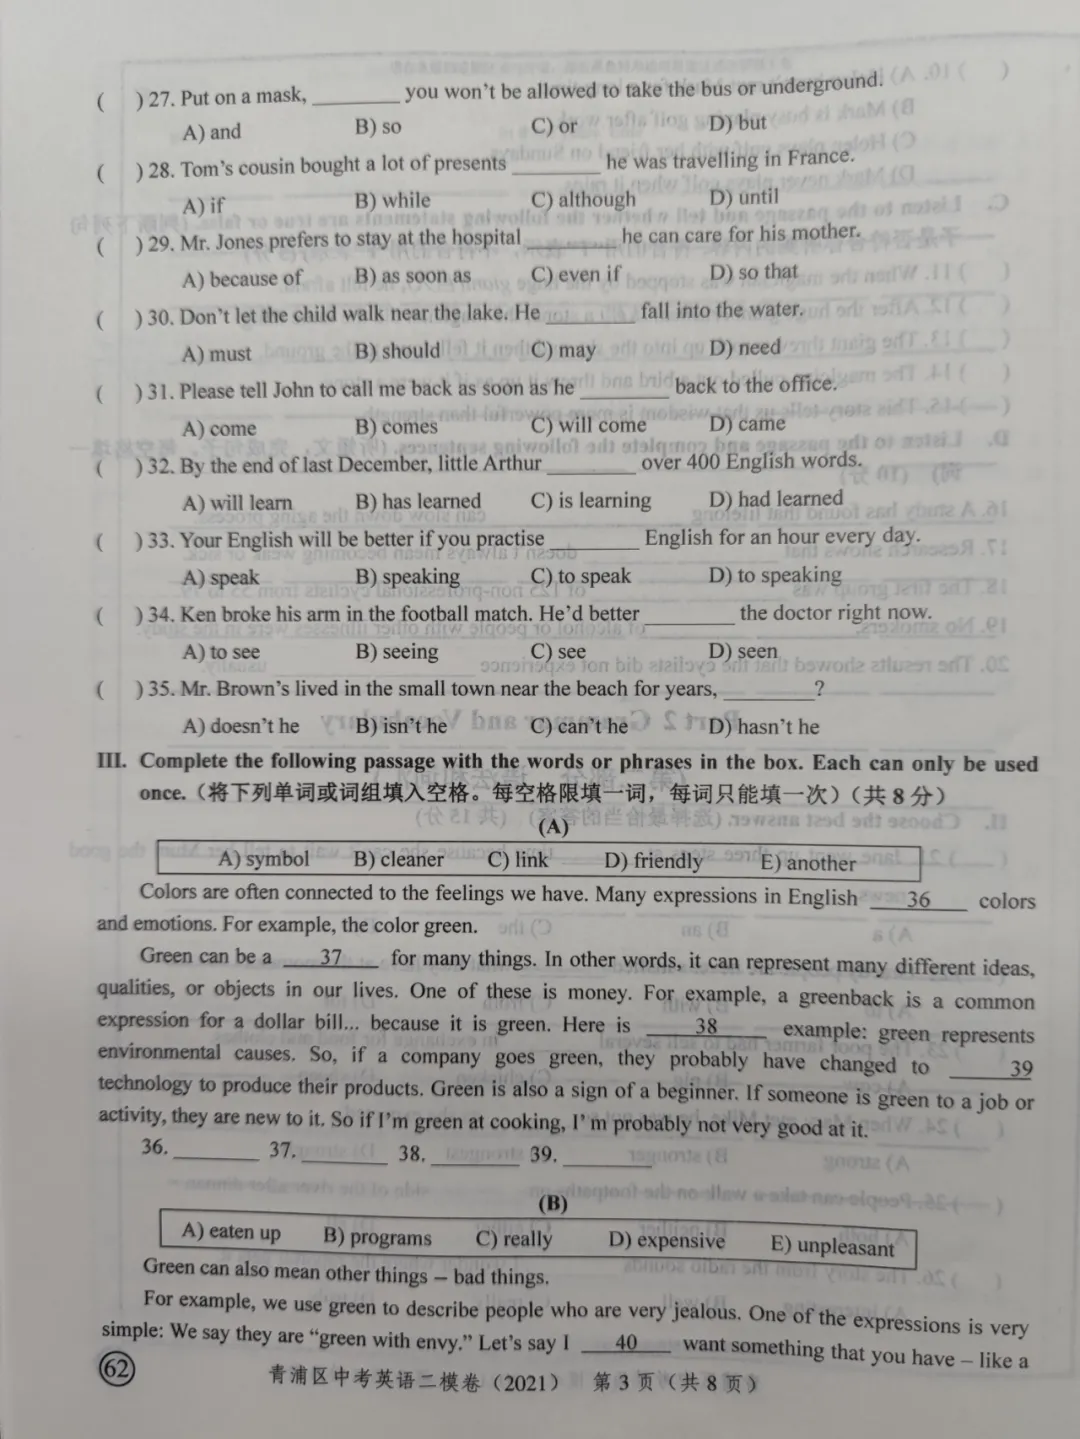 ( ) 27. Put on a mask, ________ you won't be allowed to take the bus or underground.
A) and B) so C) or D) but
( ) 28. Tom's cousin bought a lot of presents ________ he was travelling in France.
A) if B) while C) although D) until
( ) 29. Mr. Jones prefers to stay at the hospital ________ he can care for his mother.
A) because of B) as soon as C) even if D) so that
( ) 30. Don't let the child walk near the lake. He ________ fall into the water.
A) must B) should C) may D) need
( ) 31. Please tell John to call me back as soon as he ________ back to the office.
A) come B) comes C) will come D) came
( ) 32. By the end of last December, little Arthur ________ over 400 English words.
A) will learn B) has learned C) is learning D) had learned
( ) 33. Your English will be better if you practise ________ English for an hour every day.
A) speak B) speaking C) to speak D) to speaking
( ) 34. Ken broke his arm in the football match. He'd better ________ the doctor right now.
A) to see B) seeing C) see D) seen
( ) 35. Mr. Brown's lived in the small town near the beach for years, ________?
A) doesn't he B) isn't he C) can't he D) hasn't he
III. Complete the following passage with the words or phrases in the box. Each can only be used
once.（将下列单词或词组填入空格。每空格限填一词，每词只能填一次）（共 8 分）
(A)
A) symbol B) cleaner C) link D) friendly E) another
Colors are often connected to the feelings we have. Many expressions in English 36 colors
and emotions. For example, the color green.
Green can be a 37 for many things. In other words, it can represent many different ideas,
qualities, or objects in our lives. One of these is money. For example, a greenback is a common
expression for a dollar bill... because it is green. Here is 38 example: green represents
environmental causes. So, if a company goes green, they probably have changed to 39
technology to produce their products. Green is also a sign of a beginner. If someone is green to a job or
activity, they are new to it. So if I'm green at cooking, I'm probably not very good at it.
36. ________ 37. ________ 38. ________ 39. ________
(B)
A) eaten up B) programs C) really D) expensive E) unpleasant
Green can also mean other things – bad things.
For example, we use green to describe people who are very jealous. One of the expressions is very
simple: We say they are "green with envy." Let's say I 40 want something that you have – like a
62 青浦区中考英语二模卷（2021） 第 3 页（共 8 页）